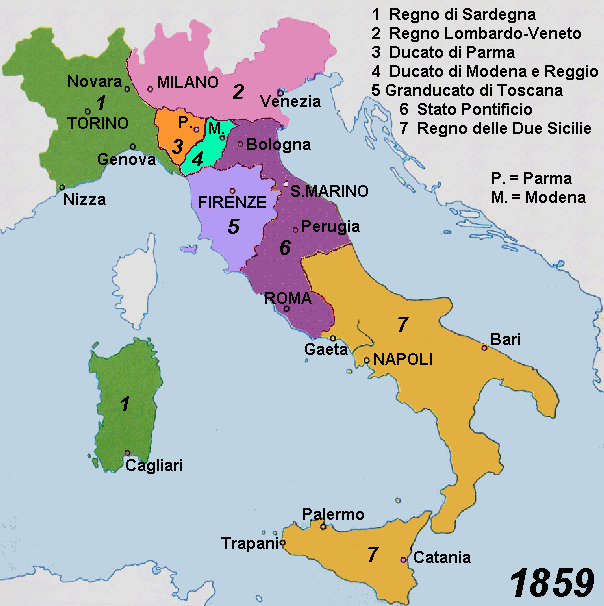 1 Regno di Sardegna
2 Regno Lombardo-Veneto
3 Ducato di Parma
4 Ducato di Modena e Reggio
5 Granducato di Toscana
6 Stato Pontificio
7 Regno delle Due Sicilie
P. = Parma
M. = Modena
Novara
MILANO
1
2
Venezia
TORINO
P.
M.
3
4
Bologna
Genova
Nizza
S.MARINO
FIRENZE
5
Perugia
6
ROMA
7
Gaeta
Bari
NAPOLI
1
Cagliari
Palermo
Trapani
7
Catania
1859